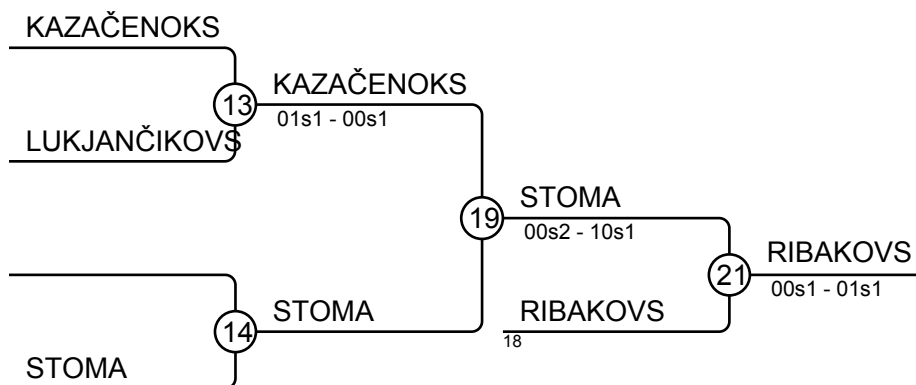 KAZAČENOKS
13
KAZAČENOKS
01s1 - 00s1
LUKJANČIKOVS
19
STOMA
00s2 - 10s1
21
RIBAKOVS
00s1 - 01s1
14
STOMA
RIBAKOVS
18
STOMA